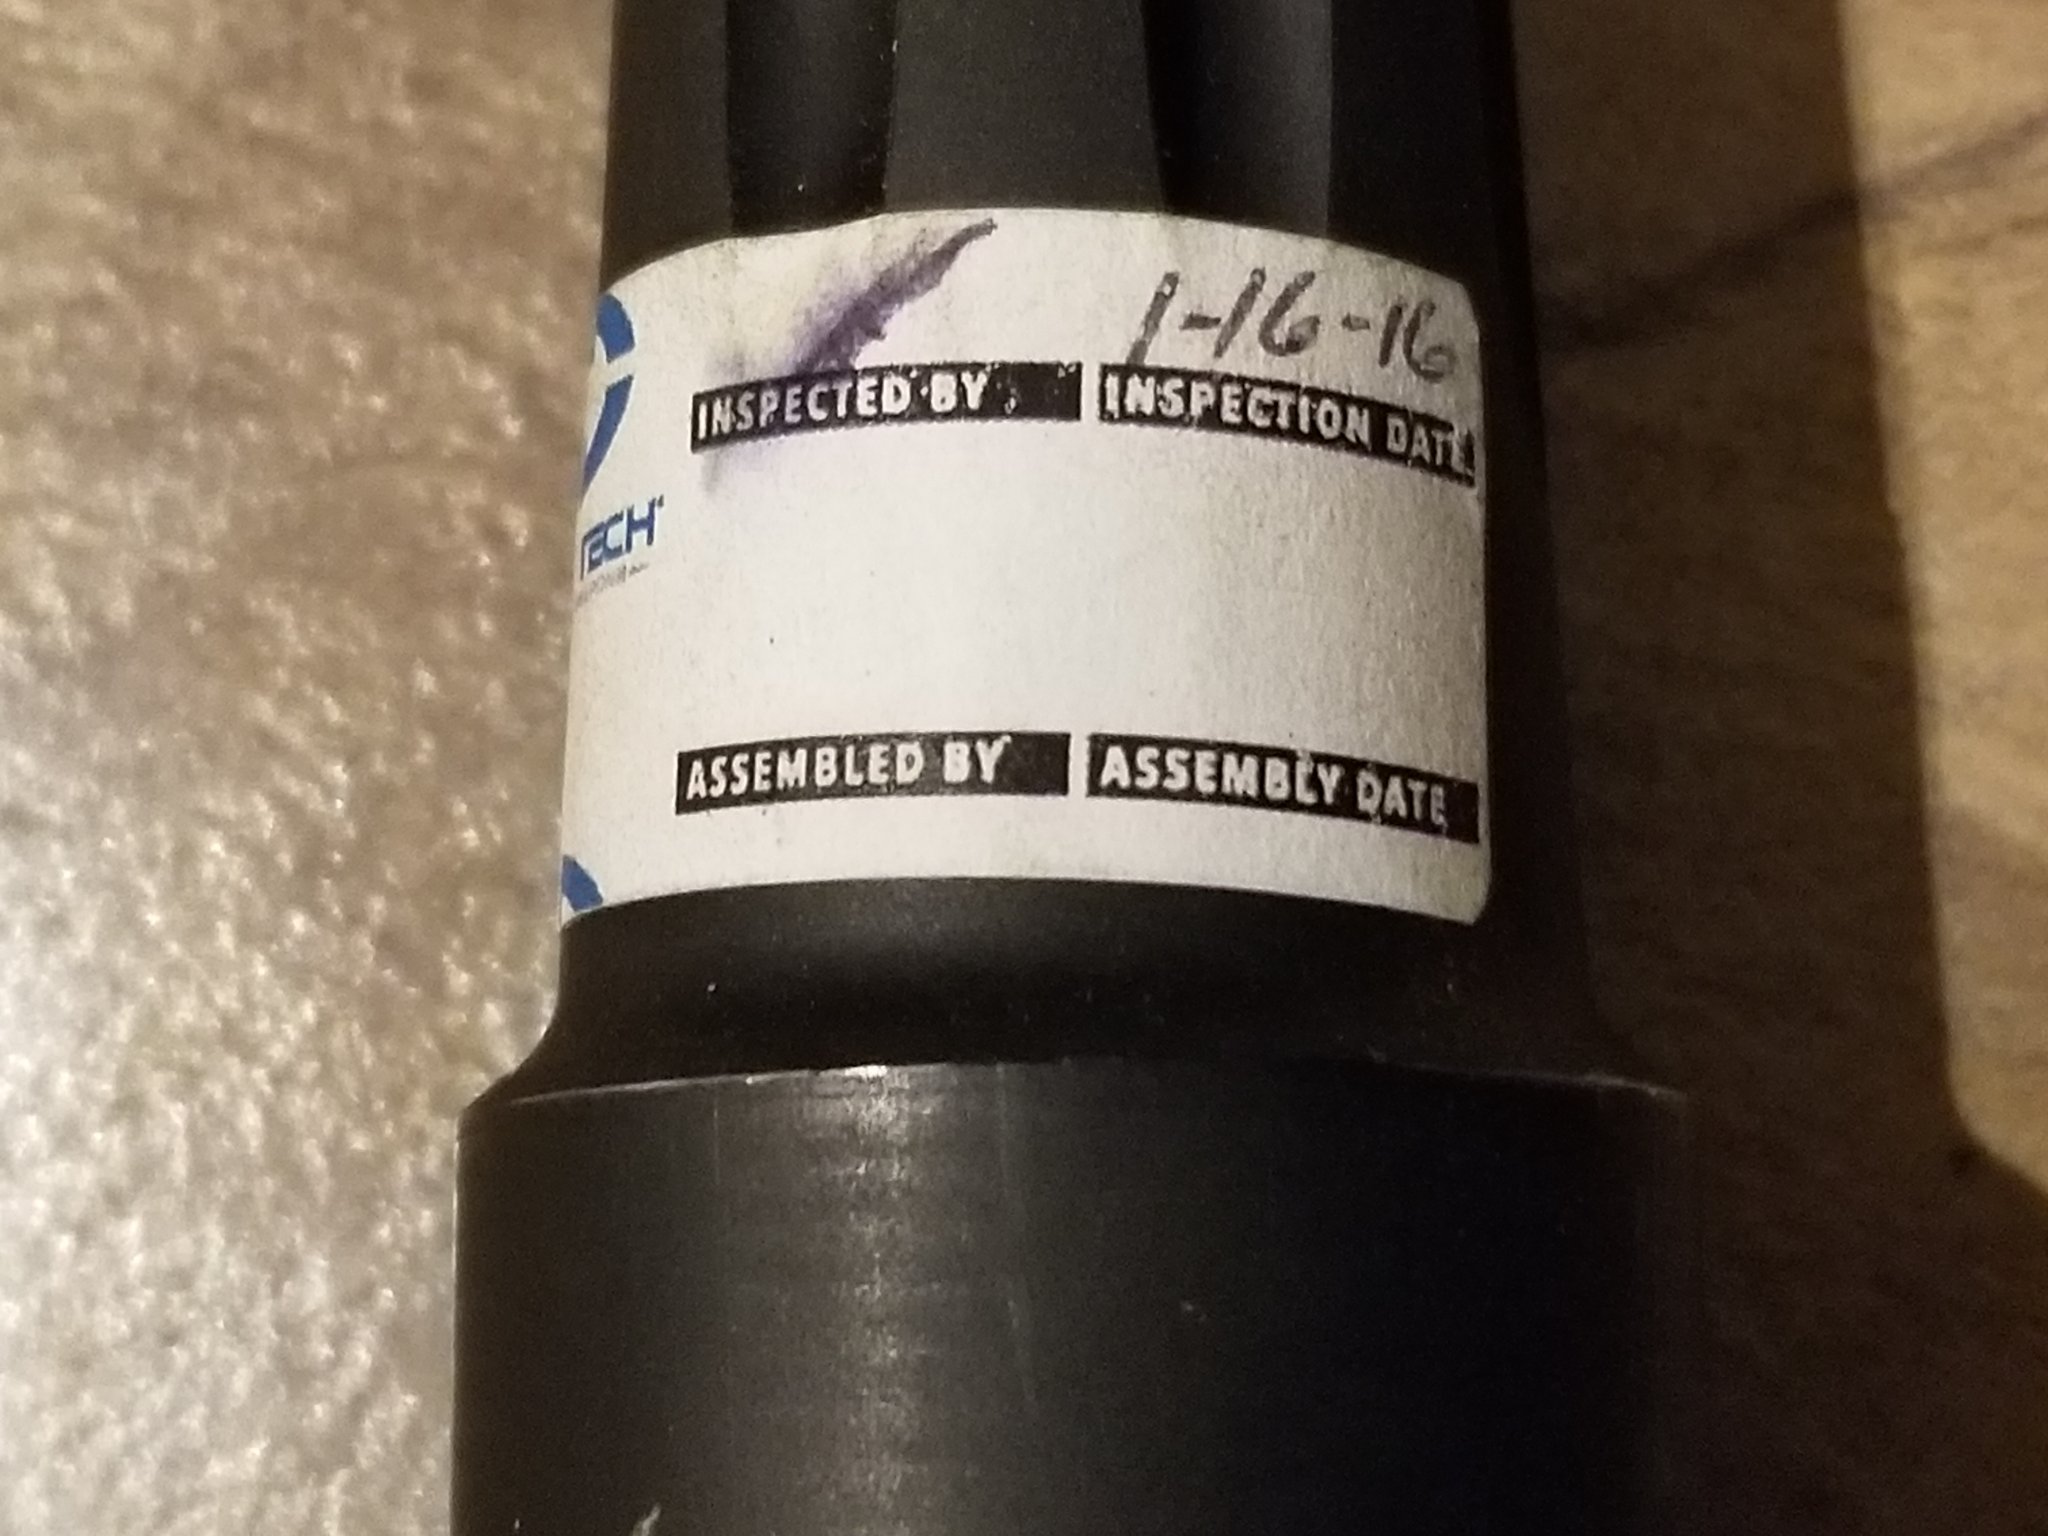 1-16-16
INSPECTED BY INSPECTION DATE
TECH
ASSEMBLED BY ASSEMBLY DATE